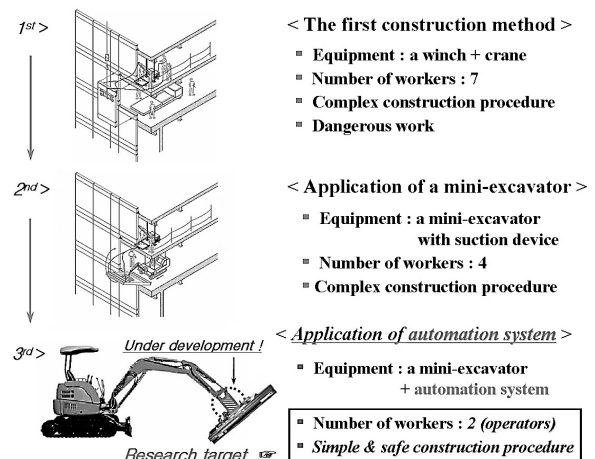 1st >
< The first construction method >
Equipment : a winch + crane
Number of workers : 7
Complex construction procedure
Dangerous work
2nd >
< Application of a mini-excavator >
Equipment : a mini-excavator
with suction device
Number of workers : 4
Complex construction procedure
3rd >
Under development !
Research target ☞
< Application of automation system >
Equipment : a mini-excavator
+ automation system
Number of workers : 2 (operators)
Simple & safe construction procedure